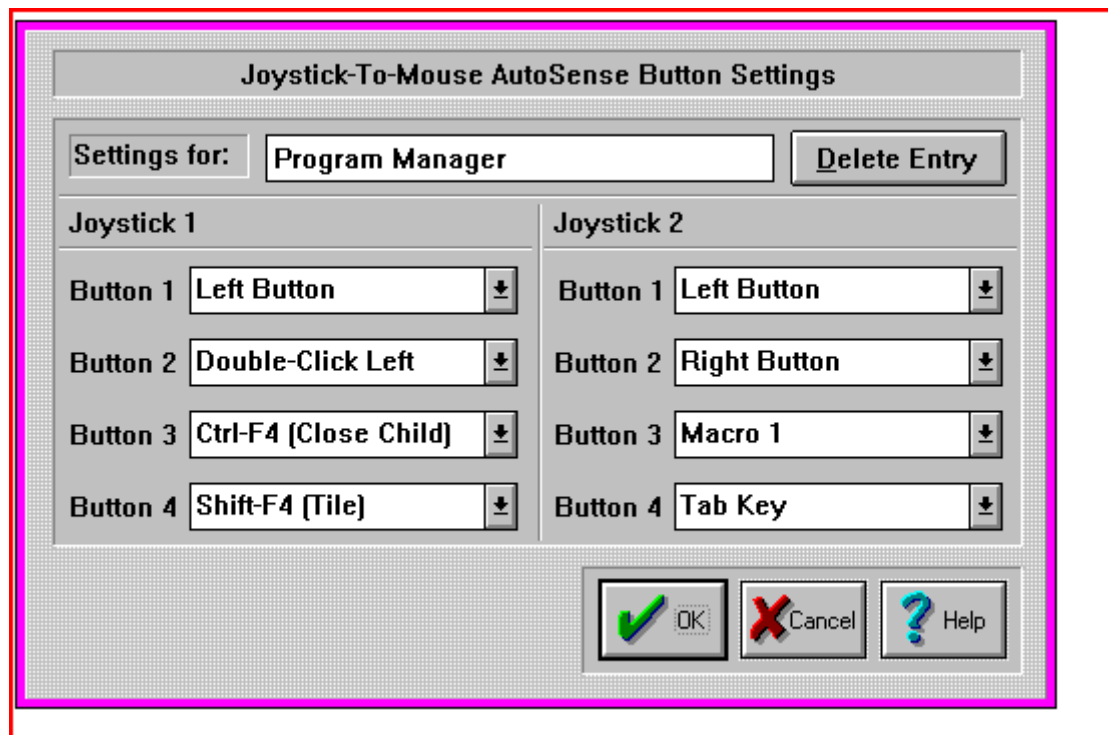 Joystick-To-Mouse AutoSense Button Settings
Settings for: Program Manager Delete Entry
Joystick 1 Joystick 2
Button 1 Left Button Button 1 Left Button
Button 2 Double-Click Left Button 2 Right Button
Button 3 Ctrl-F4 (Close Child) Button 3 Macro 1
Button 4 Shift-F4 (Tile) Button 4 Tab Key
OK Cancel Help